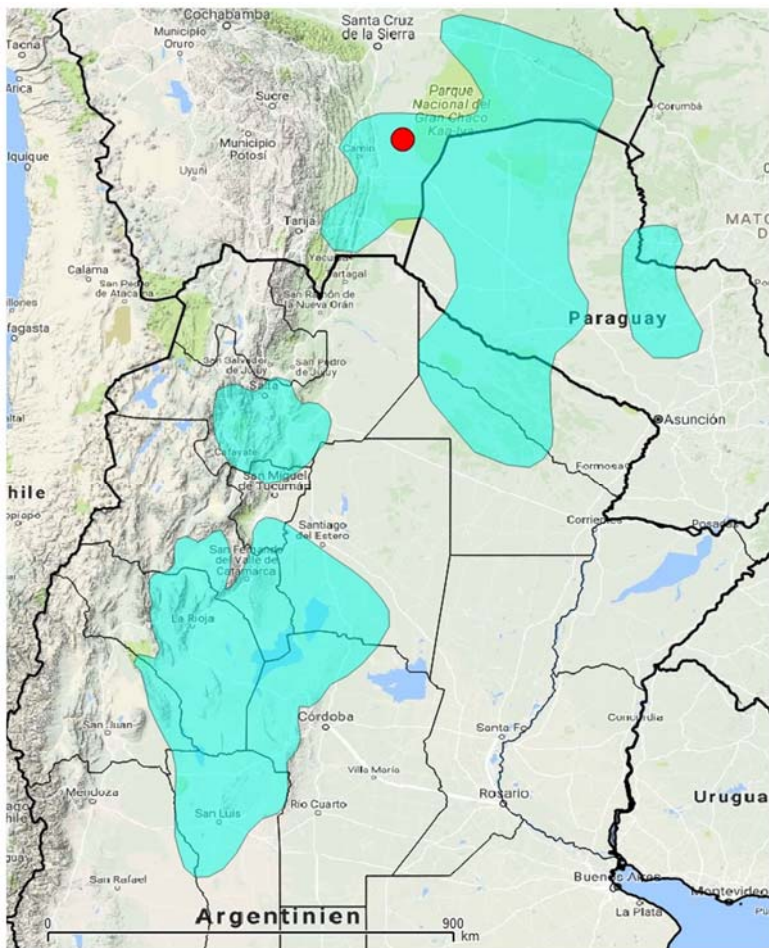 Cochabamba
Santa Cruz
de la Sierra
Tacna
Municipio
Oruro
Arica
Sucre
Parque
Nacional del
Gran Chaco
Kaa-Iya
Corumbá
Municipio
Potosí
Camiri
Iquique
Uyuni
Tarija
MATO
Calama
San Pedro
de Atacama
Yacuiba
Tartagal
San Ramón de
la Nueva Orán
fagasta
Paraguay
San Salvador
de Jujuy
San Pedro
de Jujuy
Salta
Asunción
Cafayate
Formosa
hile
San Miguel
de Tucumán
Corrientes
Posadas
Santiago
del Estero
San Fernando
del Valle de
Catamarca
La Rioja
San Juan
Córdoba
Santa Fe
Concordia
Villa María
Mendoza
San Luis
Río Cuarto
Rosario
Urugua
San Rafael
Buenos Aires
Montevideo
La Plata
Argentinien
0
900
km